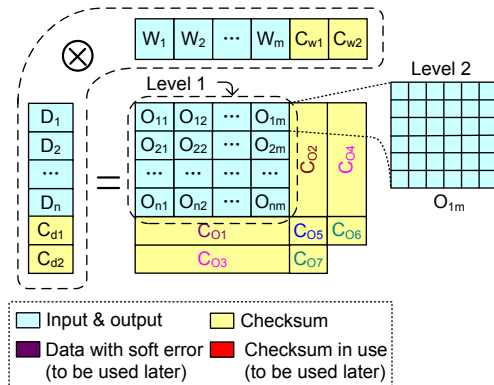 W1 W2 ... Wm Cw1 Cw2
Level 1
Level 2
D1
D2
...
Dn
Cd1
Cd2
=
O11 O12 ... O1m
O21 O22 ... O2m
... ... ... ...
On1 On2 ... Onm
CO2
CO4
CO1
CO5
CO6
CO3
CO7
O1m
Input & output
Checksum
Data with soft error
(to be used later)
Checksum in use
(to be used later)